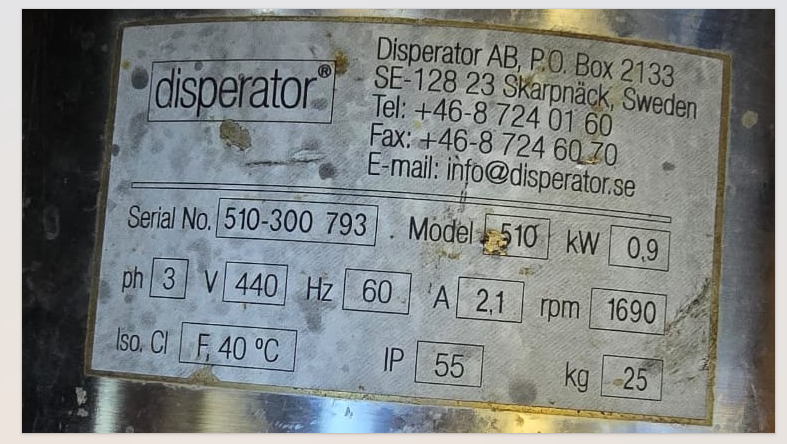 disperator®
Disperator AB, P.O. Box 2133
SE-128 23 Skarpnäck, Sweden
Tel: +46-8 724 01 60
Fax: +46-8 724 60 70
E-mail: info@disperator.se
Serial No. 510-300 793 Model 510 kW 0,9
ph 3 V 440 Hz 60 A 2,1 rpm 1690
Iso, Cl F, 40 ºC IP 55 kg 25